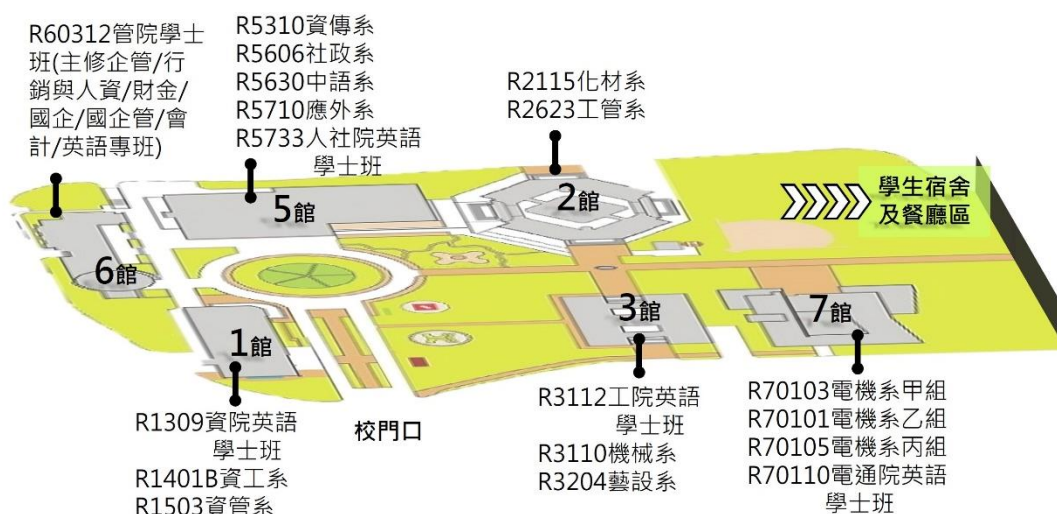 R60312管院學士
班(主修企管/行
銷與人資/財金/
國企/國企管/會
計/英語專班)
R5310資傳系
R5606社政系
R5630中語系
R5710應外系
R5733人社院英語
學士班
R2115化材系
R2623工管系
5館
2館
學生宿舍
及餐廳區
6館
1館
3館
7館
R1309資院英語
學士班
R1401B資工系
R1503資管系
校門口
R3112工院英語
學士班
R3110機械系
R3204藝設系
R70103電機系甲組
R70101電機系乙組
R70105電機系丙組
R70110電通院英語
學士班